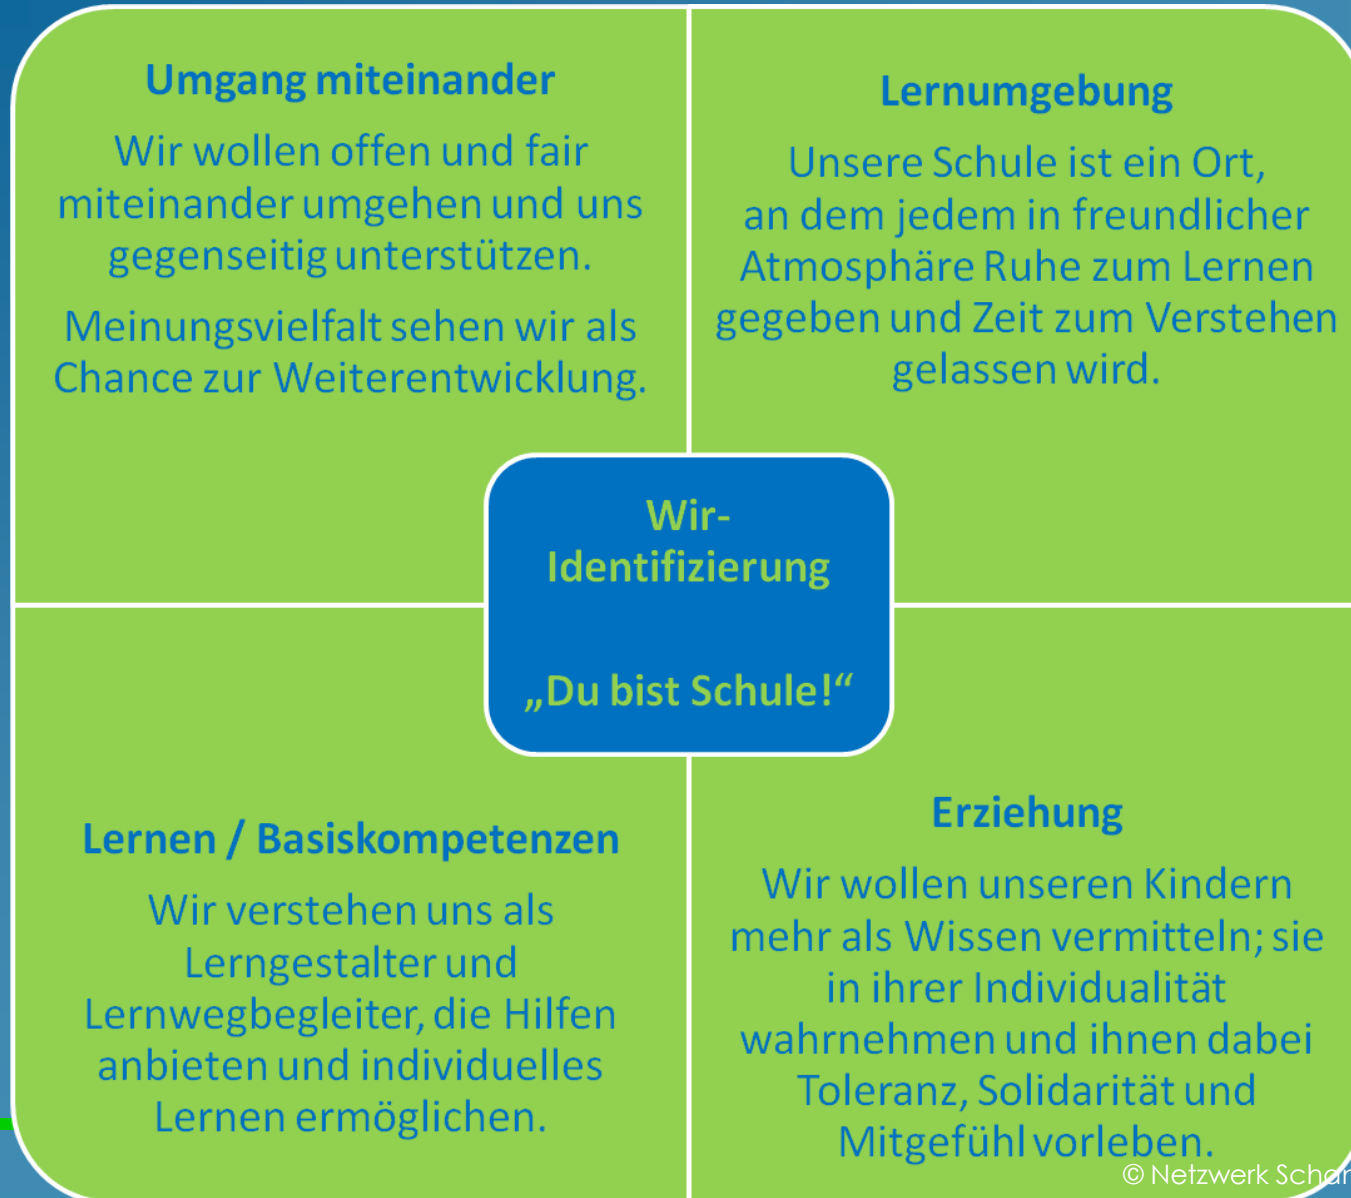 Umgang miteinander
Wir wollen offen und fair
miteinander umgehen und uns
gegenseitig unterstützen.
Meinungsvielfalt sehen wir als
Chance zur Weiterentwicklung.
Lernumgebung
Unsere Schule ist ein Ort,
an dem jedem in freundlicher
Atmosphäre Ruhe zum Lernen
gegeben und Zeit zum Verstehen
gelassen wird.
Wir-
Identifizierung
„Du bist Schule!“
Lernen / Basiskompetenzen
Wir verstehen uns als
Lerngestalter und
Lernwegbegleiter, die Hilfen
anbieten und individuelles
Lernen ermöglichen.
Erziehung
Wir wollen unseren Kindern
mehr als Wissen vermitteln; sie
in ihrer Individualität
wahrnehmen und ihnen dabei
Toleranz, Solidarität und
Mitgefühl vorleben.
© Netzwerk